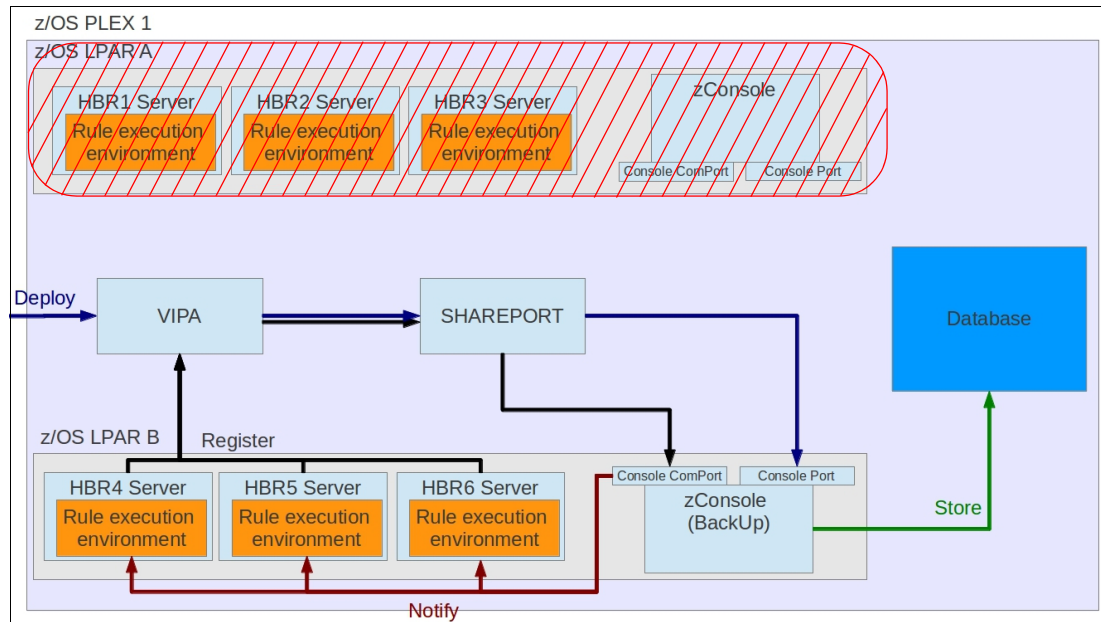 z/OS PLEX 1
z/OS LPAR A
HBR1 Server
Rule execution
environment
HBR2 Server
Rule execution
environment
HBR3 Server
Rule execution
environment
zConsole
Console ComPort
Console Port
Deploy
VIPA
SHAREPORT
Database
z/OS LPAR B
Register
HBR4 Server
Rule execution
environment
HBR5 Server
Rule execution
environment
HBR6 Server
Rule execution
environment
Console ComPort
Console Port
zConsole
(BackUp)
Store
Notify